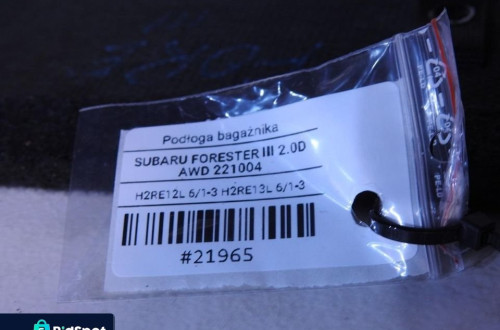 Podłoga bagażnika
SUBARU FORESTER III 2.0D
AWD 221004
H2RE12L 6/1-3 H2RE13L 6/1-3
#21965